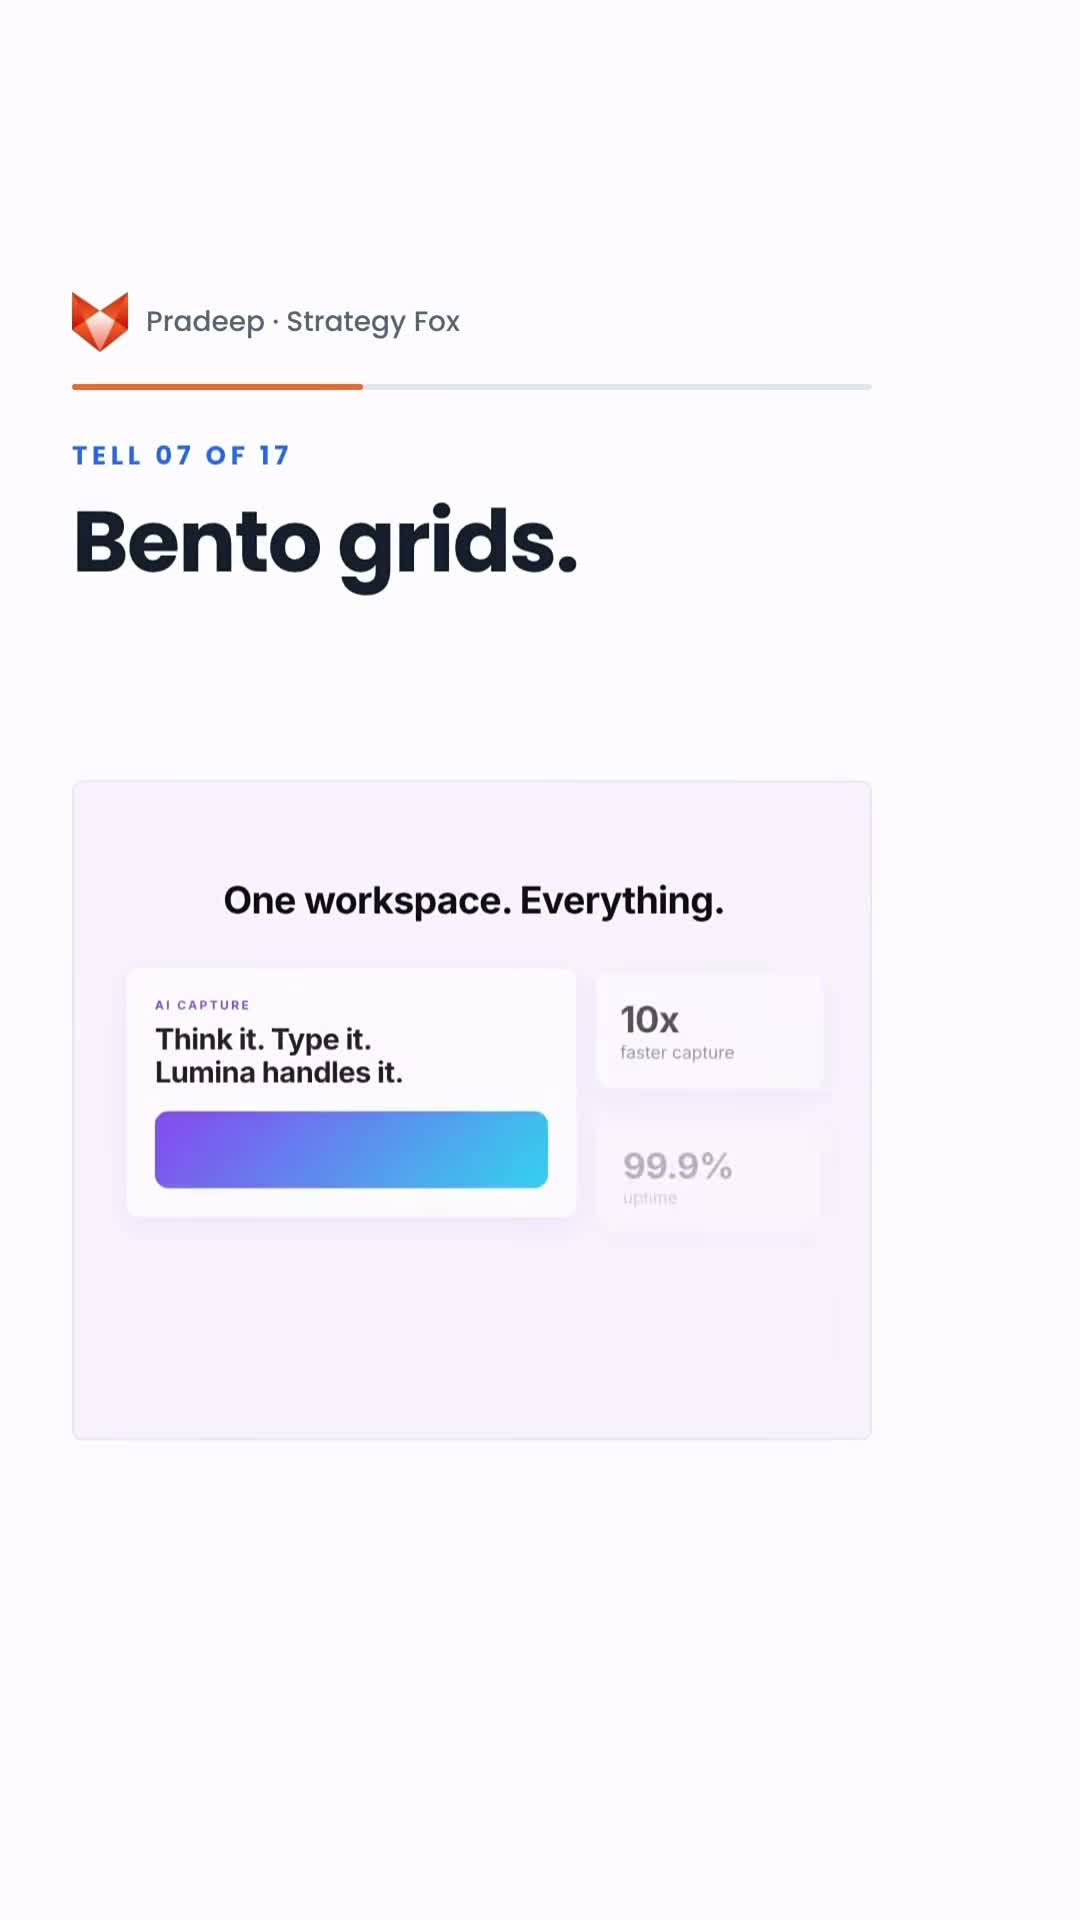 Pradeep · Strategy Fox
TELL 07 OF 17
Bento grids.
One workspace. Everything.
AI CAPTURE
Think it. Type it.
Lumina handles it.
10x
faster capture
99.9%
uptime